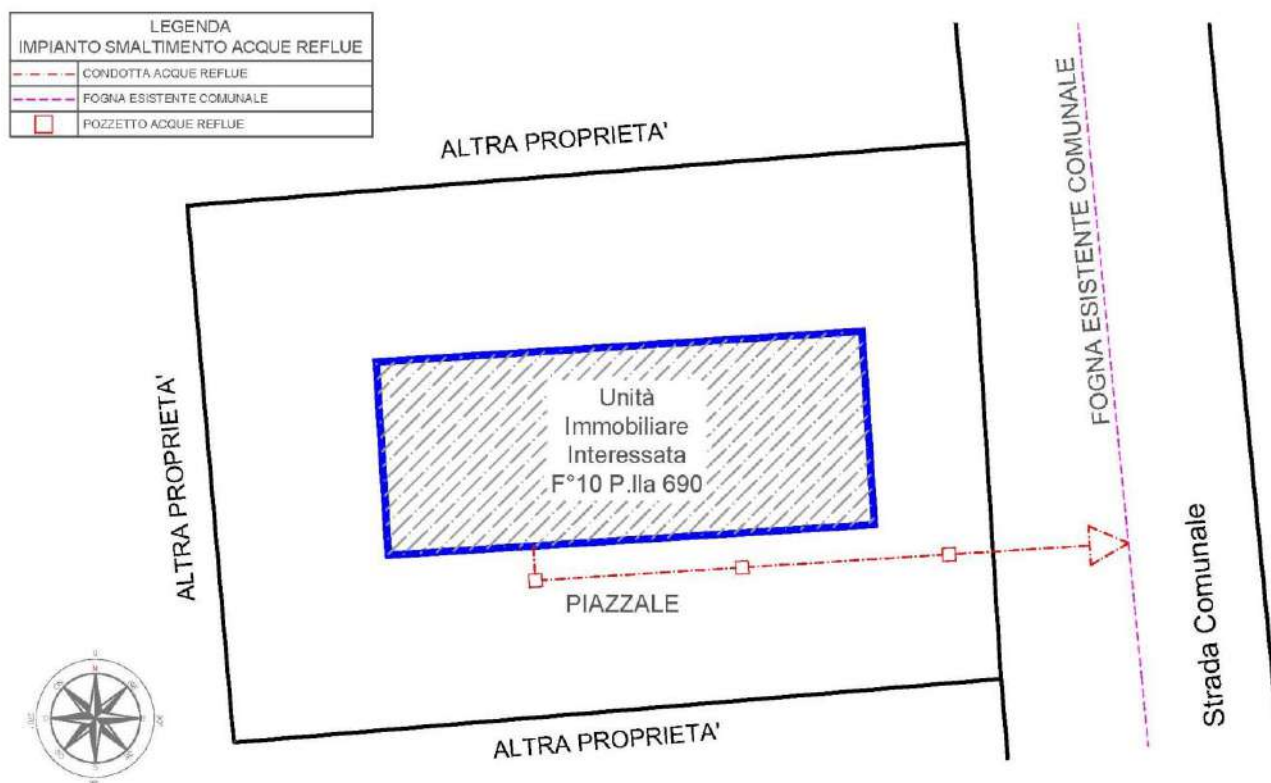 LEGENDA
IMPIANTO SMALTIMENTO ACQUE REFLUE
CONDOTTA ACQUE REFLUE
FOGNA ESISTENTE COMUNALE
POZZETTO ACQUE REFLUE
ALTRA PROPRIETA'
FOGNA ESISTENTE COMUNALE
ALTRA PROPRIETA'
Unità
Immobiliare
Interessata
F°10 P.lla 690
PIAZZALE
Strada Comunale
ALTRA PROPRIETA'